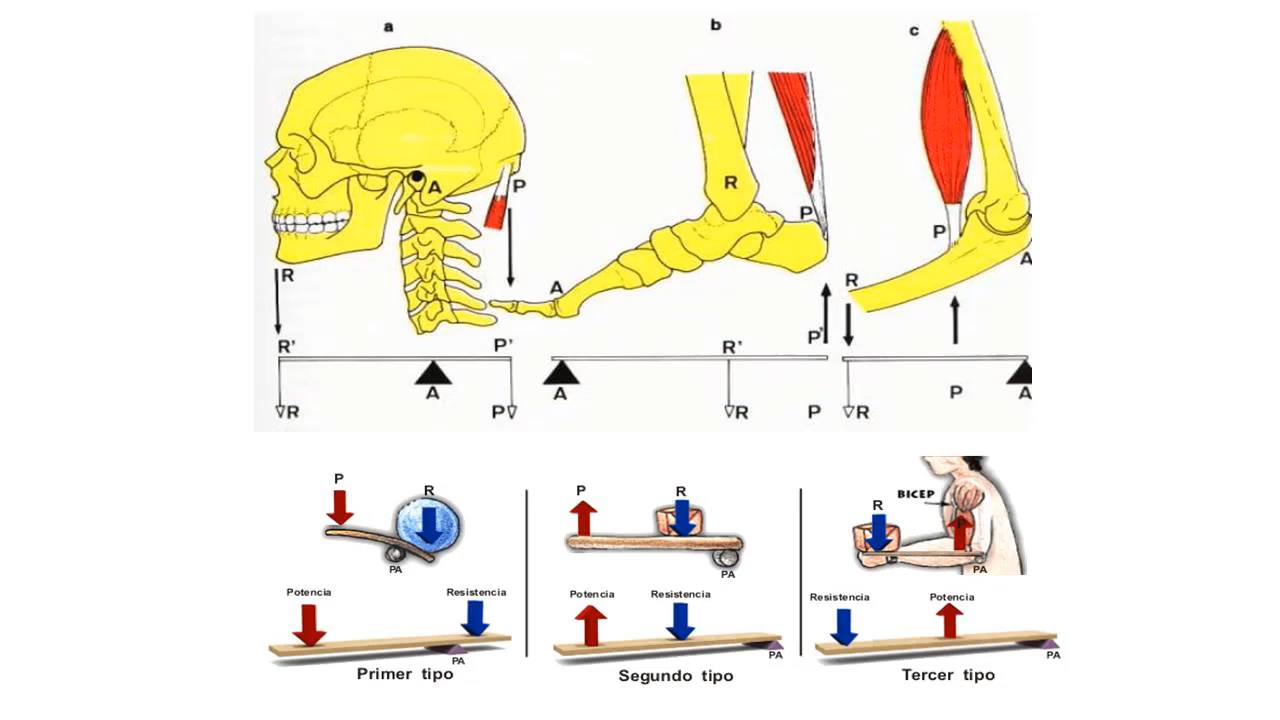 a
b
c
A
P
R
P
P
A
R
A
R
A
R'
P'
P'
R'
A
A
P
A
R
P
R
P
R
P
R
PA
P
R
PA
BICEP
R
PA
Potencia
Resistencia
PA
Primer tipo
Potencia
Resistencia
PA
Segundo tipo
Resistencia
Potencia
PA
Tercer tipo